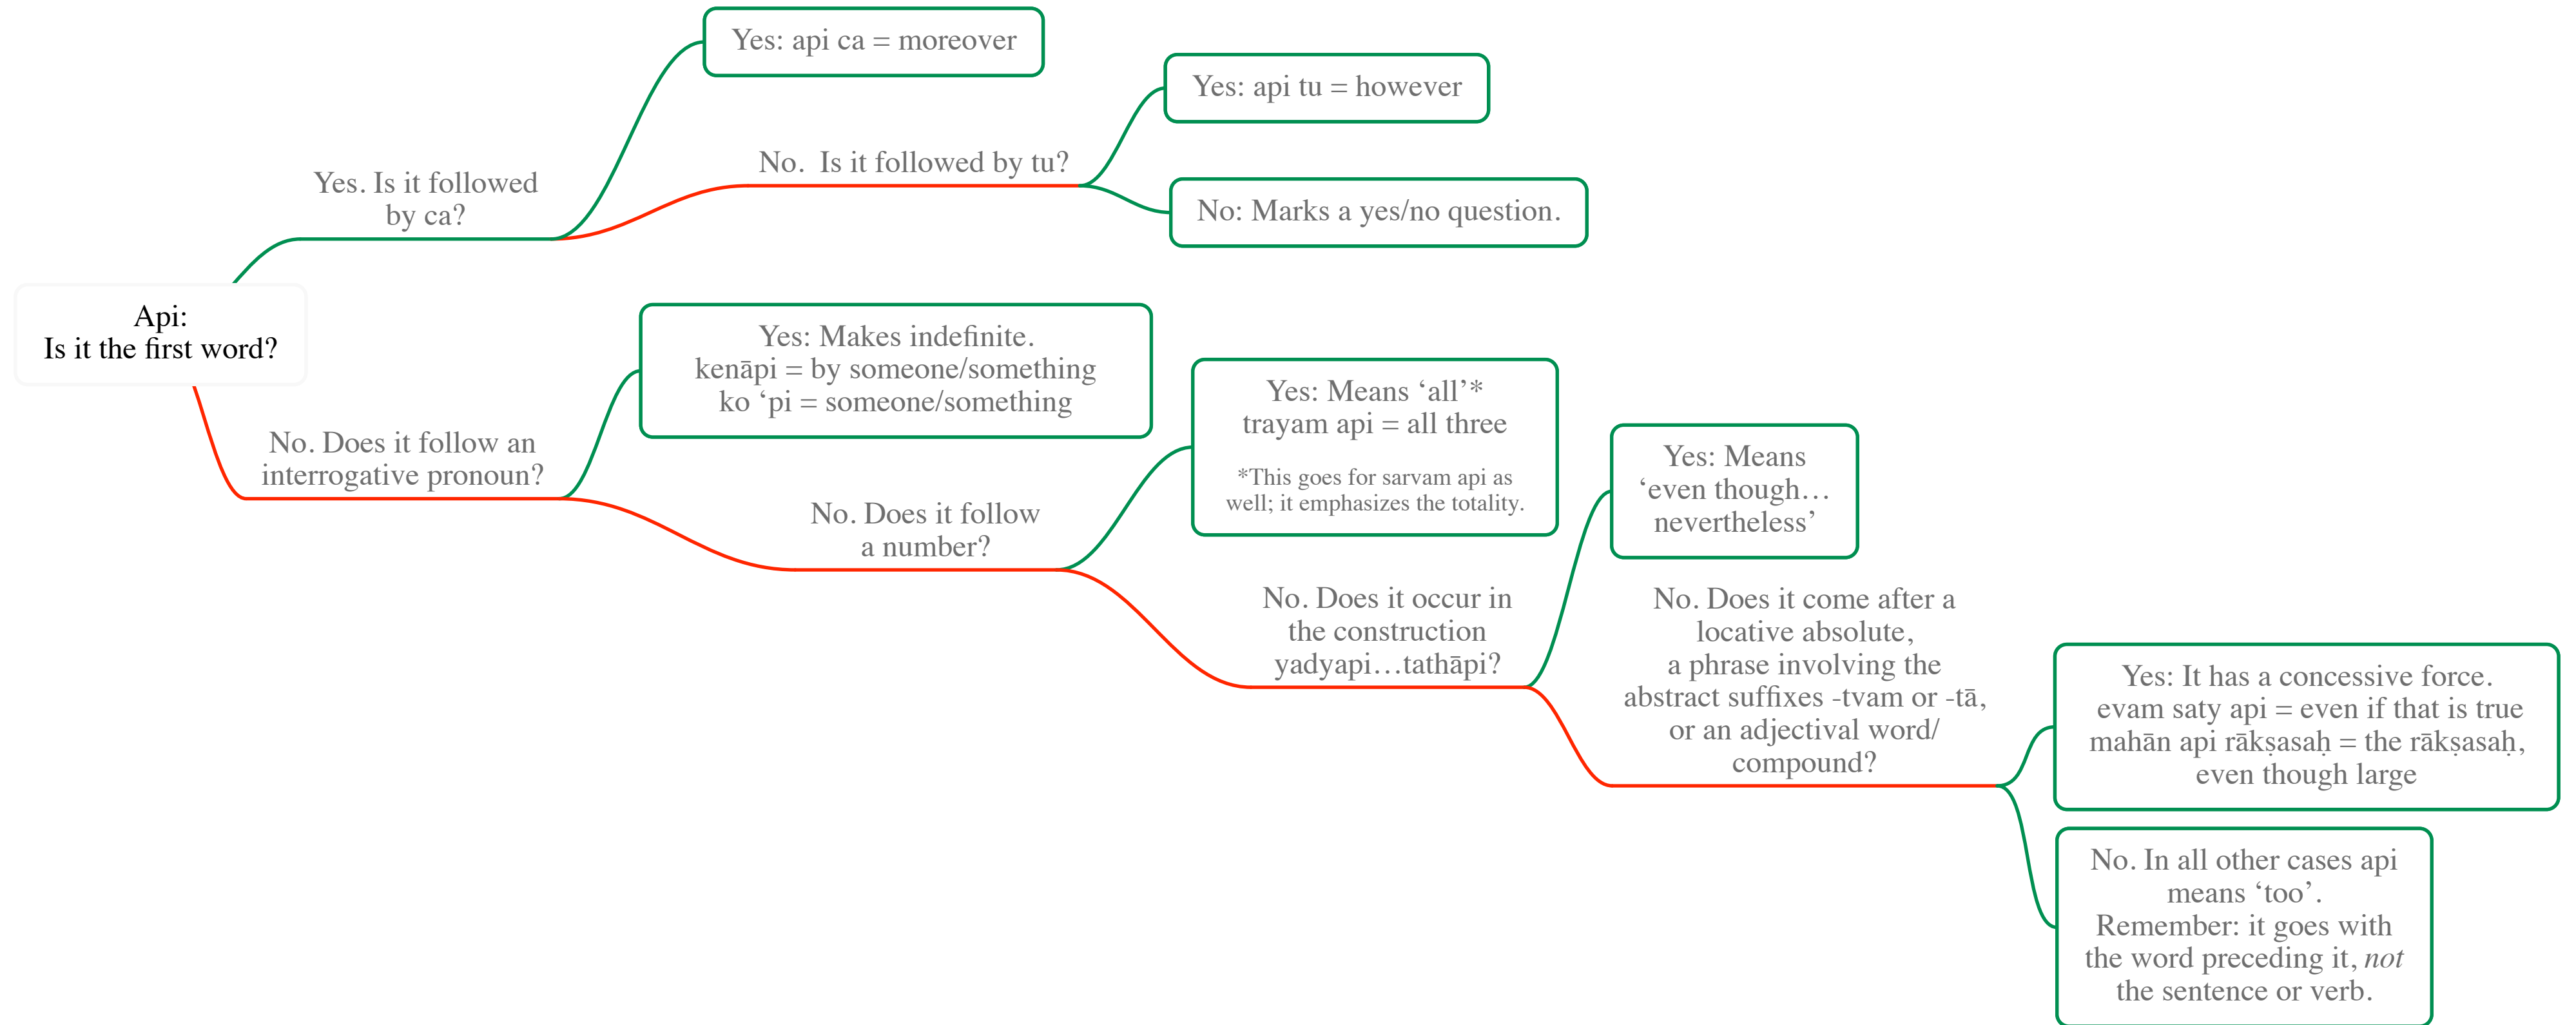 Api:
Is it the first word?
Yes. Is it followed
by ca?
Yes: api ca = moreover
No.  Is it followed by tu?
Yes: api tu = however
No: Marks a yes/no question.
No. Does it follow an
interrogative pronoun?
Yes: Makes indefinite.
kenāpi = by someone/something
ko ‘pi = someone/something
No. Does it follow
a number?
Yes: Means ‘all’*
trayam api = all three
*This goes for sarvam api as
well; it emphasizes the totality.
No. Does it occur in
the construction
yadyapi…tathāpi?
Yes: Means
‘even though…
nevertheless’
No. Does it come after a
locative absolute,
a phrase involving the
abstract suffixes -tvam or -tā,
or an adjectival word/
compound?
Yes: It has a concessive force.
evam saty api = even if that is true
mahān api rākṣasaḥ = the rākṣasaḥ,
even though large
No. In all other cases api
means ‘too’.
Remember: it goes with
the word preceding it, not
the sentence or verb.